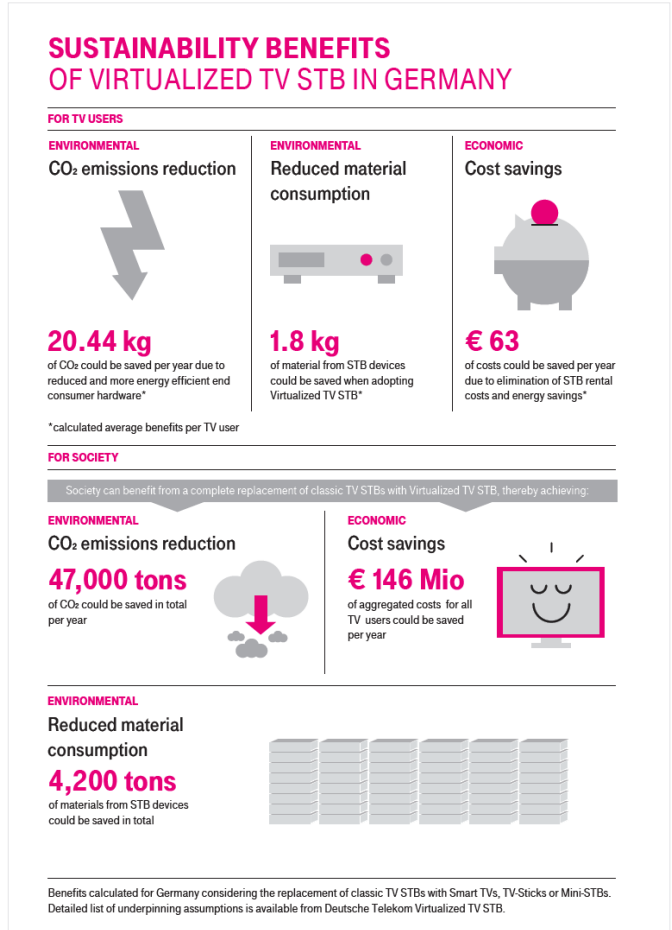 SUSTAINABILITY BENEFITS
OF VIRTUALIZED TV STB IN GERMANY
FOR TV USERS
ENVIRONMENTAL
CO₂ emissions reduction
20.44 kg
of CO₂ could be saved per year due to
reduced and more energy efficient end
consumer hardware*
ENVIRONMENTAL
Reduced material
consumption
1.8 kg
of material from STB devices
could be saved when adopting
Virtualized TV STB*
ECONOMIC
Cost savings
€ 63
of costs could be saved per year
due to elimination of STB rental
costs and energy savings*
*calculated average benefits per TV user
FOR SOCIETY
Society can benefit from a complete replacement of classic TV STBs with Virtualized TV STB, thereby achieving:
ENVIRONMENTAL
CO₂ emissions reduction
47,000 tons
of CO₂ could be saved in total
per year
ECONOMIC
Cost savings
€ 146 Mio
of aggregated costs for all
TV users could be saved
per year
ENVIRONMENTAL
Reduced material
consumption
4,200 tons
of materials from STB devices
could be saved in total
Benefits calculated for Germany considering the replacement of classic TV STBs with Smart TVs, TV-Sticks or Mini-STBs.
Detailed list of underpinning assumptions is available from Deutsche Telekom Virtualized TV STB.